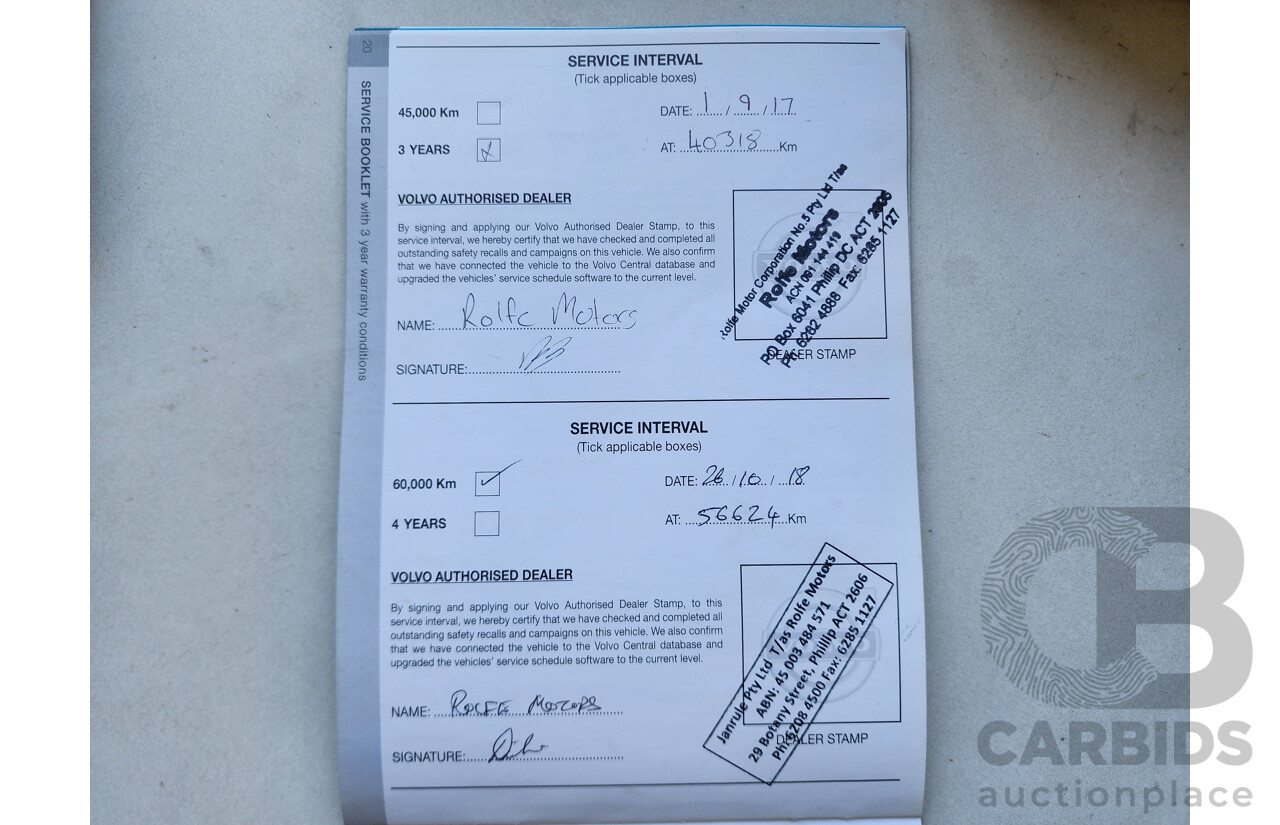 20
SERVICE BOOKLET with 3 year warranty conditions
SERVICE INTERVAL
(Tick applicable boxes)
45,000 Km
DATE: 1 / 9 / 17
3 YEARS
AT: 40318 Km
VOLVO AUTHORISED DEALER
By signing and applying our Volvo Authorised Dealer Stamp, to this
service interval, we hereby certify that we have checked and completed all
outstanding safety recalls and campaigns on this vehicle. We also confirm
that we have connected the vehicle to the Volvo Central database and
upgraded the vehicles' service schedule software to the current level.
NAME: Rolfe Motors
SIGNATURE:
Rolfe Motor Corporation No.5 Pty Ltd T/as
Rolfe Motors
ACN 091 144 419
PO Box 6041 Phillip DC ACT 2606
Ph: 6282 4888 Fax: 6285 1127
DEALER STAMP
SERVICE INTERVAL
(Tick applicable boxes)
60,000 Km
DATE: 26 / 10 / 18
4 YEARS
AT: 56624 Km
VOLVO AUTHORISED DEALER
By signing and applying our Volvo Authorised Dealer Stamp, to this
service interval, we hereby certify that we have checked and completed all
outstanding safety recalls and campaigns on this vehicle. We also confirm
that we have connected the vehicle to the Volvo Central database and
upgraded the vehicles' service schedule software to the current level.
NAME: ROLFE MOTORS
SIGNATURE:
Janrule Pty Ltd T/as Rolfe Motors
ABN: 45 003 484 571
29 Botany Street, Phillip ACT 2606
Ph: 6208 4500 Fax: 6285 1127
DEALER STAMP
CB
CARBIDS
auctionplace